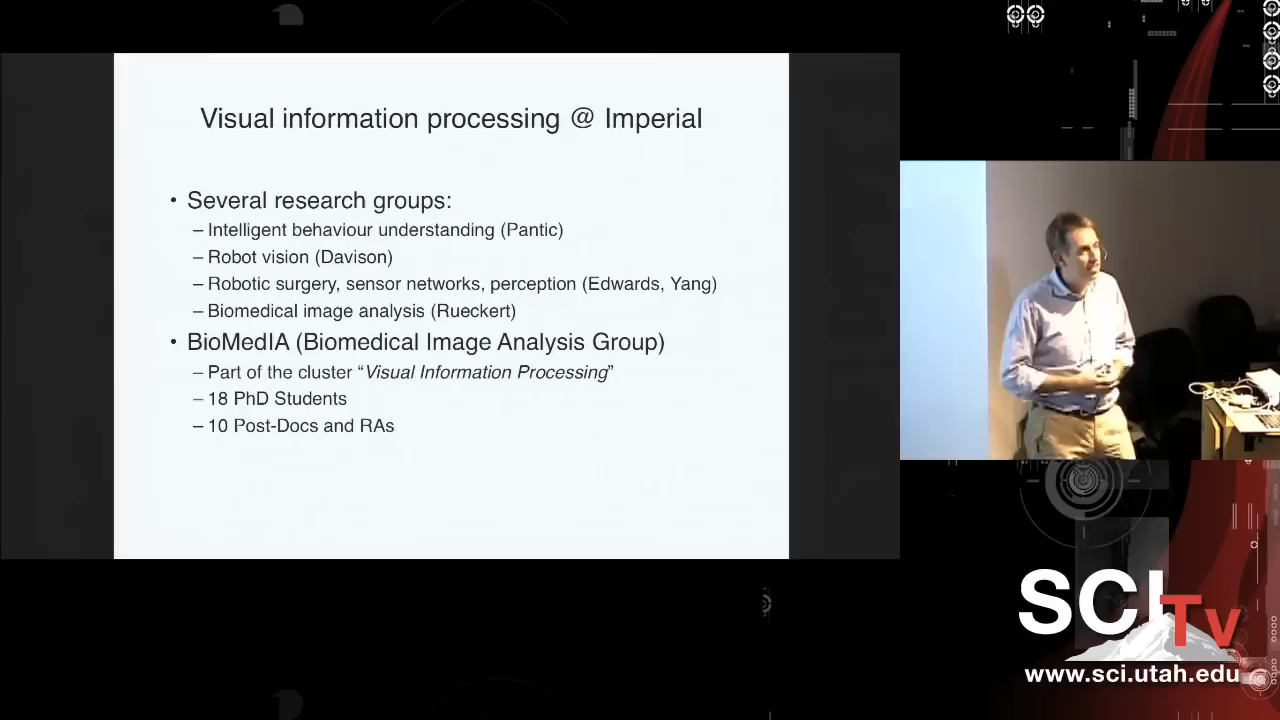 Visual information processing @ Imperial
• Several research groups:
– Intelligent behaviour understanding (Pantic)
– Robot vision (Davison)
– Robotic surgery, sensor networks, perception (Edwards, Yang)
– Biomedical image analysis (Rueckert)
• BioMedIA (Biomedical Image Analysis Group)
– Part of the cluster “Visual Information Processing”
– 18 PhD Students
– 10 Post-Docs and RAs
SCI
Tv
www.sci.utah.edu